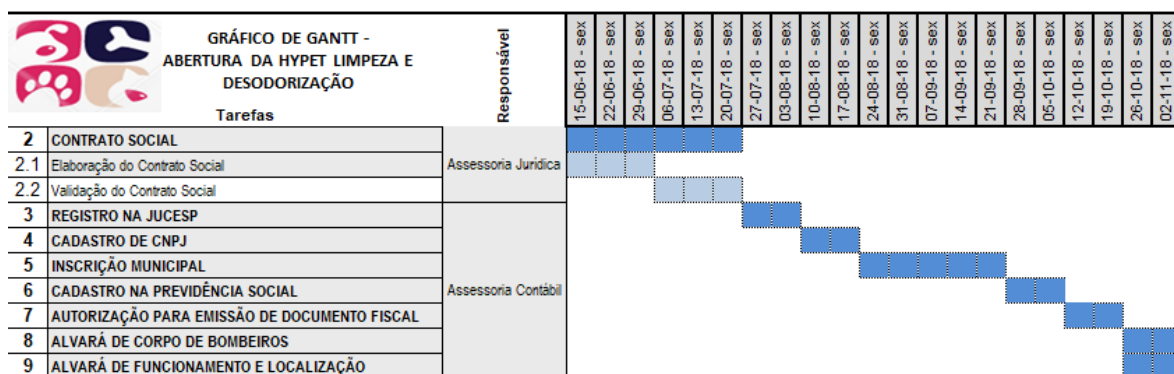 GRÁFICO DE GANTT -
ABERTURA DA HYPET LIMPEZA E
DESODORIZAÇÃO
Tarefas
Responsável
15-06-18 - sex
22-06-18 - sex
29-06-18 - sex
06-07-18 - sex
13-07-18 - sex
20-07-18 - sex
27-07-18 - sex
03-08-18 - sex
10-08-18 - sex
17-08-18 - sex
24-08-18 - sex
31-08-18 - sex
07-09-18 - sex
14-09-18 - sex
21-09-18 - sex
28-09-18 - sex
05-10-18 - sex
12-10-18 - sex
19-10-18 - sex
26-10-18 - sex
02-11-18 - sex
2 CONTRATO SOCIAL
2.1 Elaboração do Contrato Social
Assessoria Jurídica
2.2 Validação do Contrato Social
3 REGISTRO NA JUCESP
4 CADASTRO DE CNPJ
5 INSCRIÇÃO MUNICIPAL
6 CADASTRO NA PREVIDÊNCIA SOCIAL
Assessoria Contábil
7 AUTORIZAÇÃO PARA EMISSÃO DE DOCUMENTO FISCAL
8 ALVARÁ DE CORPO DE BOMBEIROS
9 ALVARÁ DE FUNCIONAMENTO E LOCALIZAÇÃO